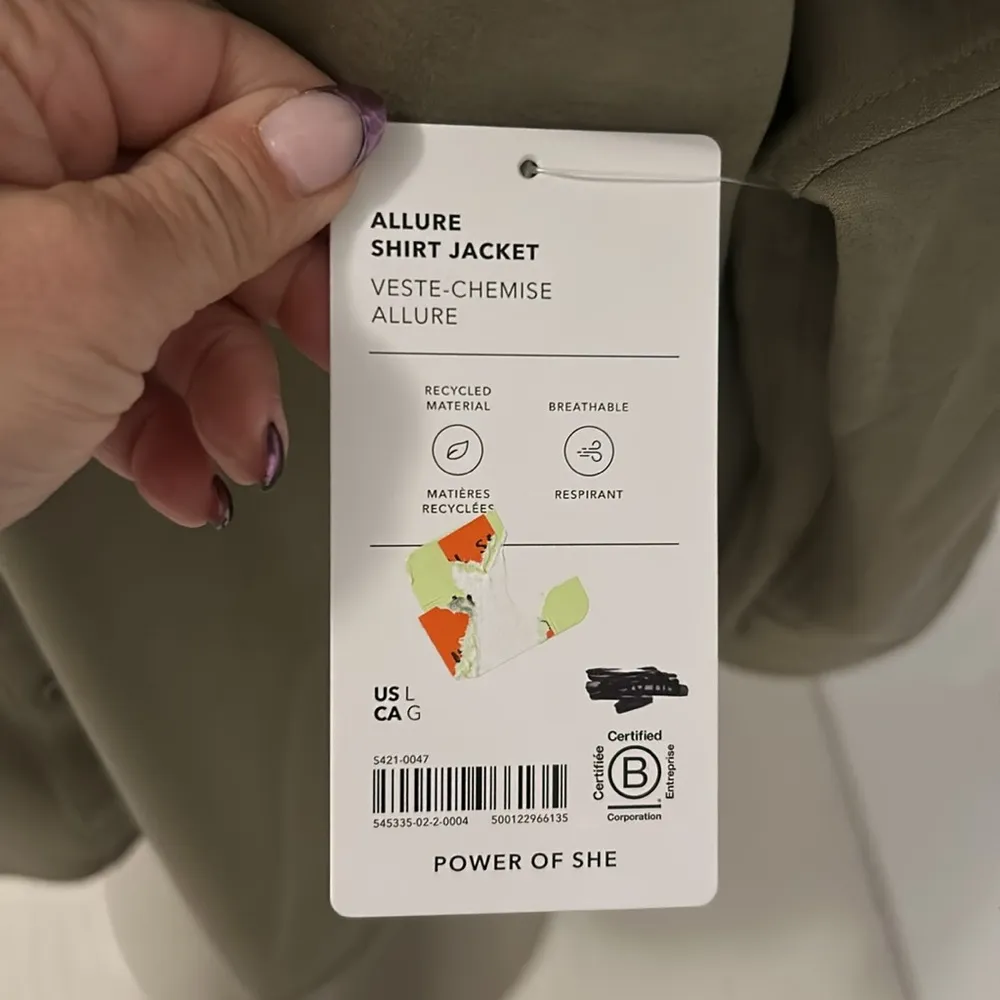 ALLURE
SHIRT JACKET
VESTE-CHEMISE
ALLURE
RECYCLED
MATERIAL
BREATHABLE
MATIÈRES
RECYCLÉES
RESPIRANT
US L
CA G
S421-0047
545335-02-2-0004 500122966135
Certified
Certifiée
B
Entreprise
Corporation
POWER OF SHE